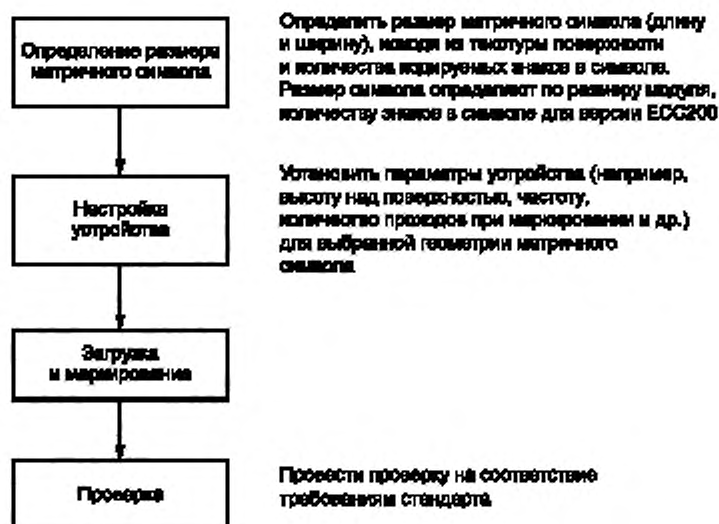 Определение размера
матричного символа
Определить размер матричного символа (длину
и ширину), исходя из текстуры поверхности
и количества кодируемых знаков в символе.
Размер символа определяют по размеру модуля,
количеству знаков в символе для версии ECC200
Настройка
устройства
Установить параметры устройства (например,
высоту над поверхностью, частоту,
количество проходов при маркировании и др.)
для выбранной геометрии матричного
символа
Загрузка
и маркирование
Проверка
Провести проверку на соответствие
требованиям стандарта